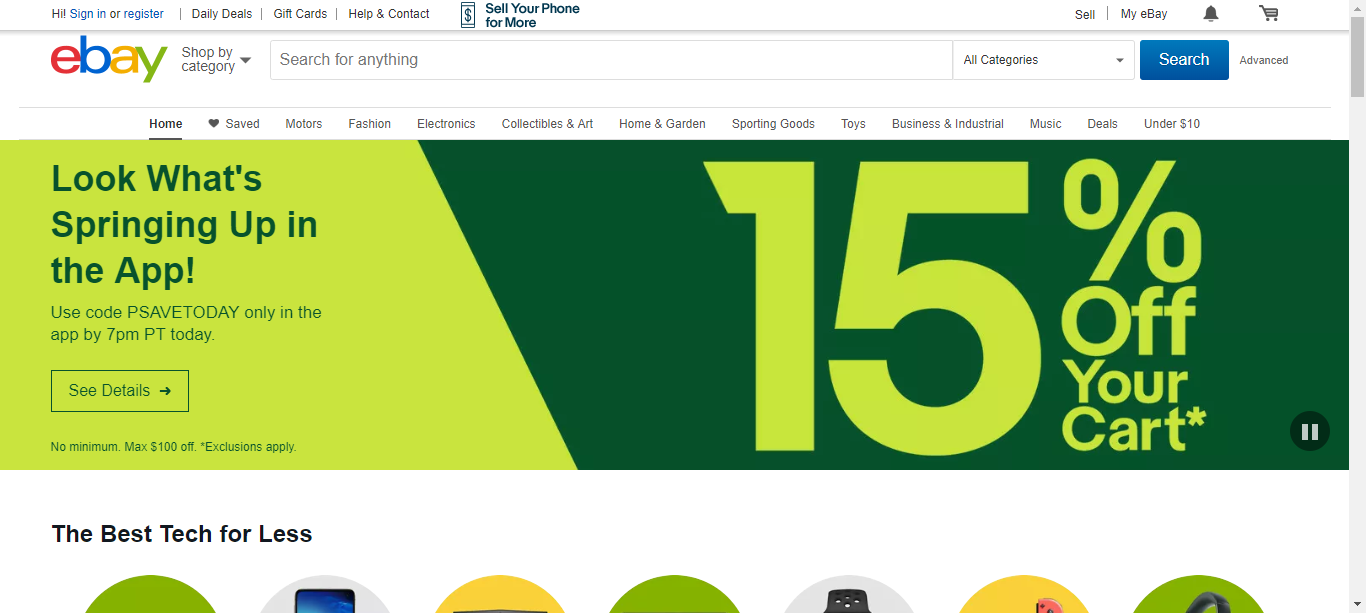 Hi! Sign in or register | Daily Deals | Gift Cards | Help & Contact
Sell Your Phone
for More
Sell | My eBay
ebay
Shop by
category
Search for anything
All Categories
Search
Advanced
Home Saved Motors Fashion Electronics Collectibles & Art Home & Garden Sporting Goods Toys Business & Industrial Music Deals Under $10
Look What's
Springing Up in
the App!
Use code PSAVETODAY only in the
app by 7pm PT today.
See Details →
No minimum. Max $100 off. *Exclusions apply.
15%
Off
Your
Cart*
The Best Tech for Less